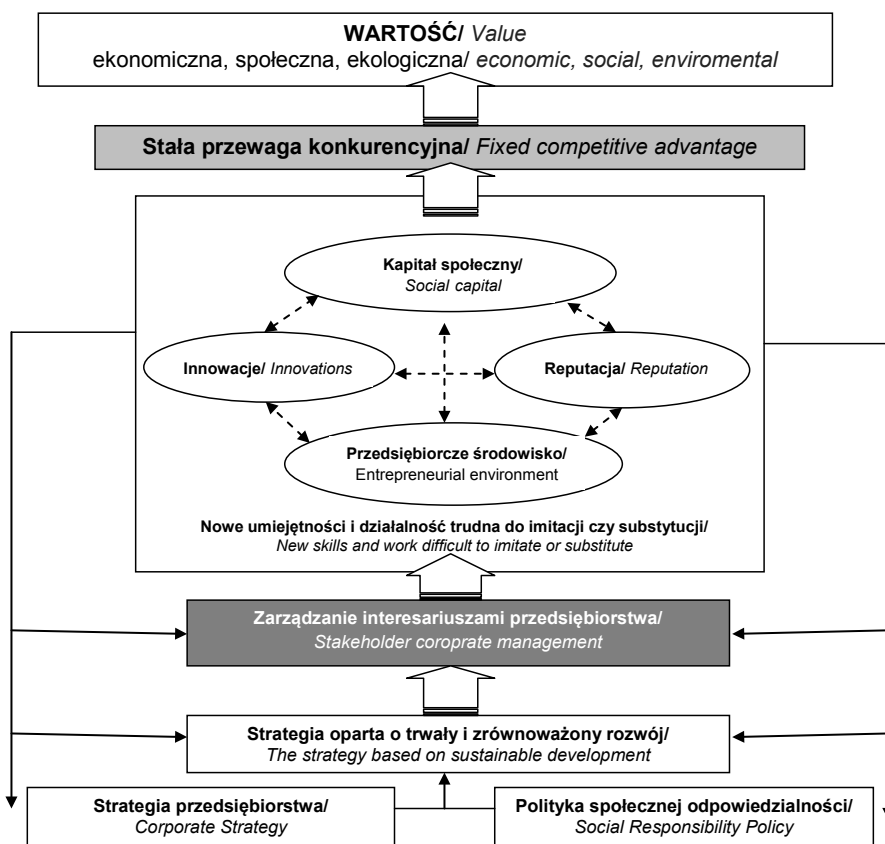 WARTOŚĆ/ Value
ekonomiczna, społeczna, ekologiczna/ economic, social, enviromental
Stała przewaga konkurencyjna/ Fixed competitive advantage
Kapitał społeczny/
Social capital
Innowacje/ Innovations
Reputacja/ Reputation
Przedsiębiorcze środowisko/
Entrepreneurial environment
Nowe umiejętności i działalność trudna do imitacji czy substytucji/
New skills and work difficult to imitate or substitute
Zarządzanie interesariuszami przedsiębiorstwa/
Stakeholder coroprate management
Strategia oparta o trwały i zrównoważony rozwój/
The strategy based on sustainable development
Strategia przedsiębiorstwa/
Corporate Strategy
Polityka społecznej odpowiedzialności/
Social Responsibility Policy